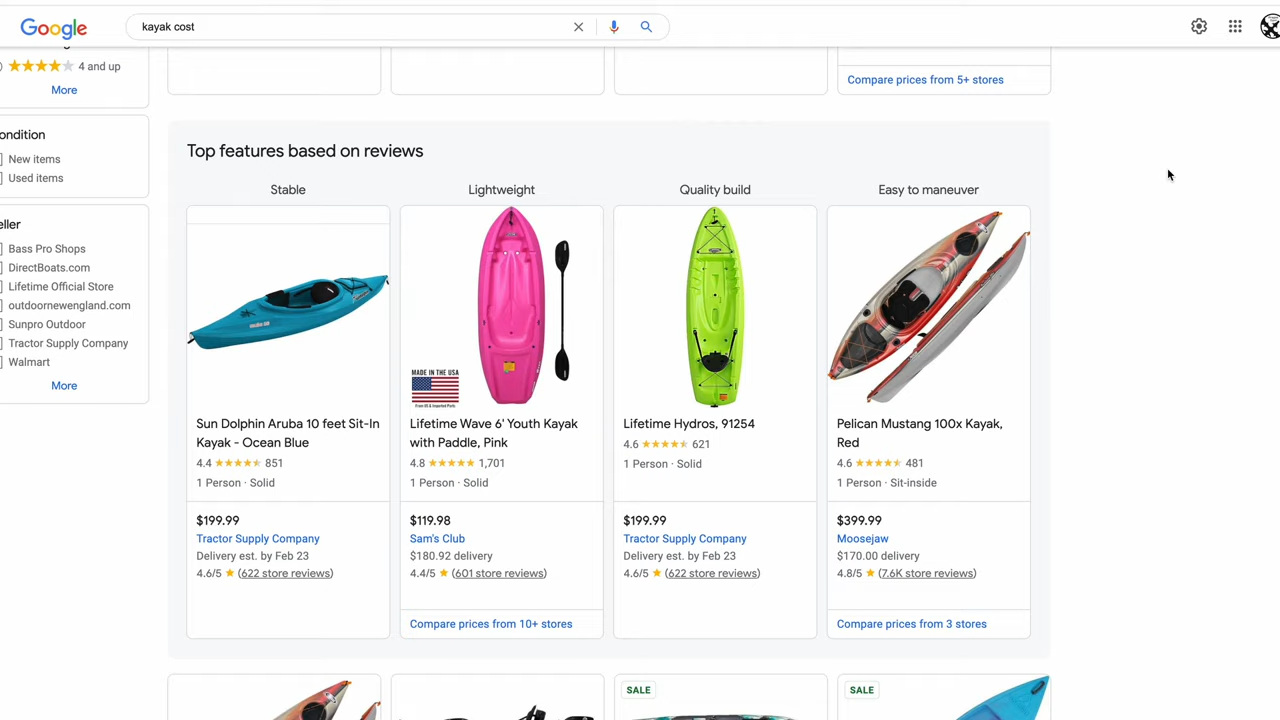 Google
kayak cost
4 and up
More
Compare prices from 5+ stores
ondition
New items
Used items
eller
Bass Pro Shops
DirectBoats.com
Lifetime Official Store
outdoornewengland.com
Sunpro Outdoor
Tractor Supply Company
Walmart
More
Top features based on reviews
Stable
Lightweight
Quality build
Easy to maneuver
MADE IN THE USA
From US & Imported Parts
Sun Dolphin Aruba 10 feet Sit-In
Kayak - Ocean Blue
4.4 851
1 Person · Solid
$199.99
Tractor Supply Company
Delivery est. by Feb 23
4.6/5 (622 store reviews)
Lifetime Wave 6' Youth Kayak
with Paddle, Pink
4.8 1,701
1 Person · Solid
$119.98
Sam's Club
$180.92 delivery
4.4/5 (601 store reviews)
Compare prices from 10+ stores
Lifetime Hydros, 91254
4.6 621
1 Person · Solid
$199.99
Tractor Supply Company
Delivery est. by Feb 23
4.6/5 (622 store reviews)
Pelican Mustang 100x Kayak,
Red
4.6 481
1 Person · Sit-inside
$399.99
Moosejaw
$170.00 delivery
4.8/5 (7.6K store reviews)
Compare prices from 3 stores
SALE
SALE